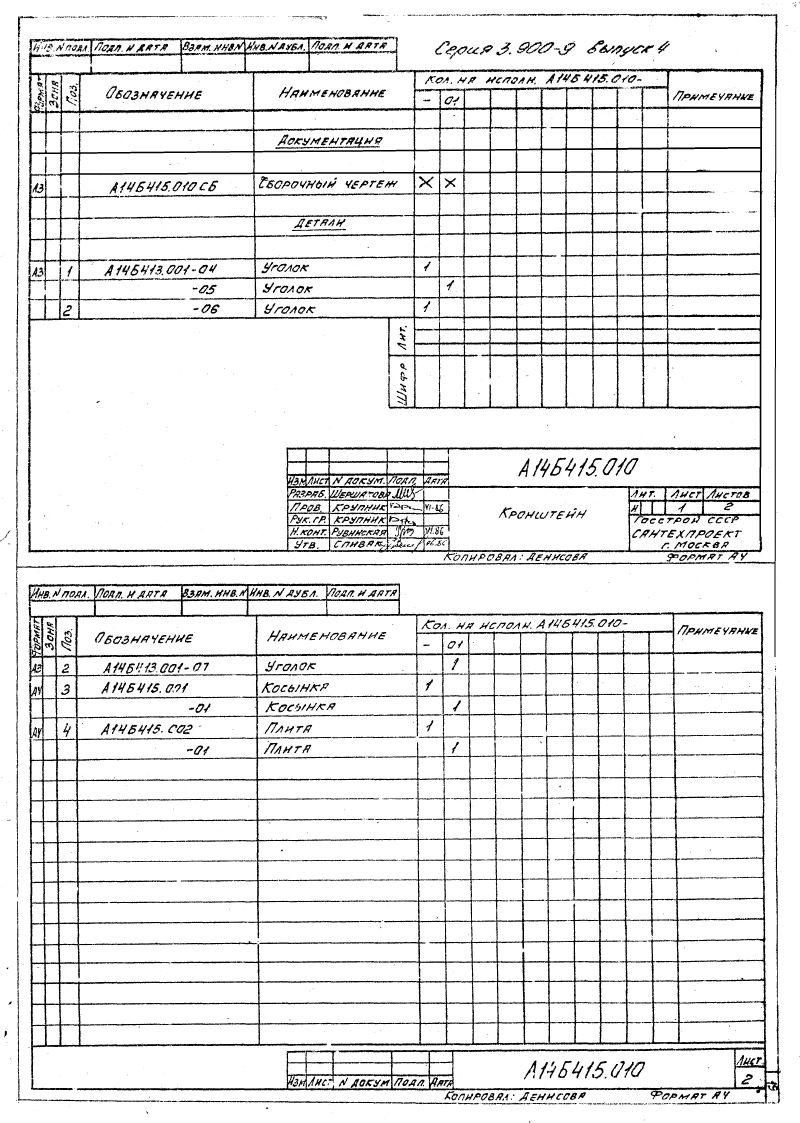 Серия 3.900-9 выпуск 4
Инв. N подл. Подп. и дата Взам. инв. N Инв. N дубл. Подп. и дата
Формат Зона Поз. Обозначение Наименование Кол. на исполн. А14Б415.010- Примечание
- 01
Документация
А3 А14Б415.010 СБ Сборочный чертеж X X
Детали
А3 1 А14Б413.001-04 Уголок 1
-05 Уголок 1
2 -06 Уголок 1
Лит.
Шифр
А14Б415.010
Изм Лист N докум. Подп. Дата
Разраб. Шершатова
Пров. Крупник VI-86
Рук.гр. Крупник
Н.конт. Рубинская VI.86
Утв. Спивак
Кронштейн
Лит. Лист Листов
И 1 2
Госстрой СССР
Сантехпроект
г. Москва
Копировал: Денисова Формат А4
Инв. N подл. Подп. и дата Взам. инв. N Инв. N дубл. Подп. и дата
Формат Зона Поз. Обозначение Наименование Кол. на исполн. А14Б415.010- Примечание
- 01
А3 2 А14Б413.001-07 Уголок 1
А4 3 А14Б415.001 Косынка 1
-01 Косынка 1
А4 4 А14Б415.002 Плита 1
-01 Плита 1
Изм Лист N докум Подп. Дата
А14Б415.010
Лист
2
Копировал: Денисова Формат А4